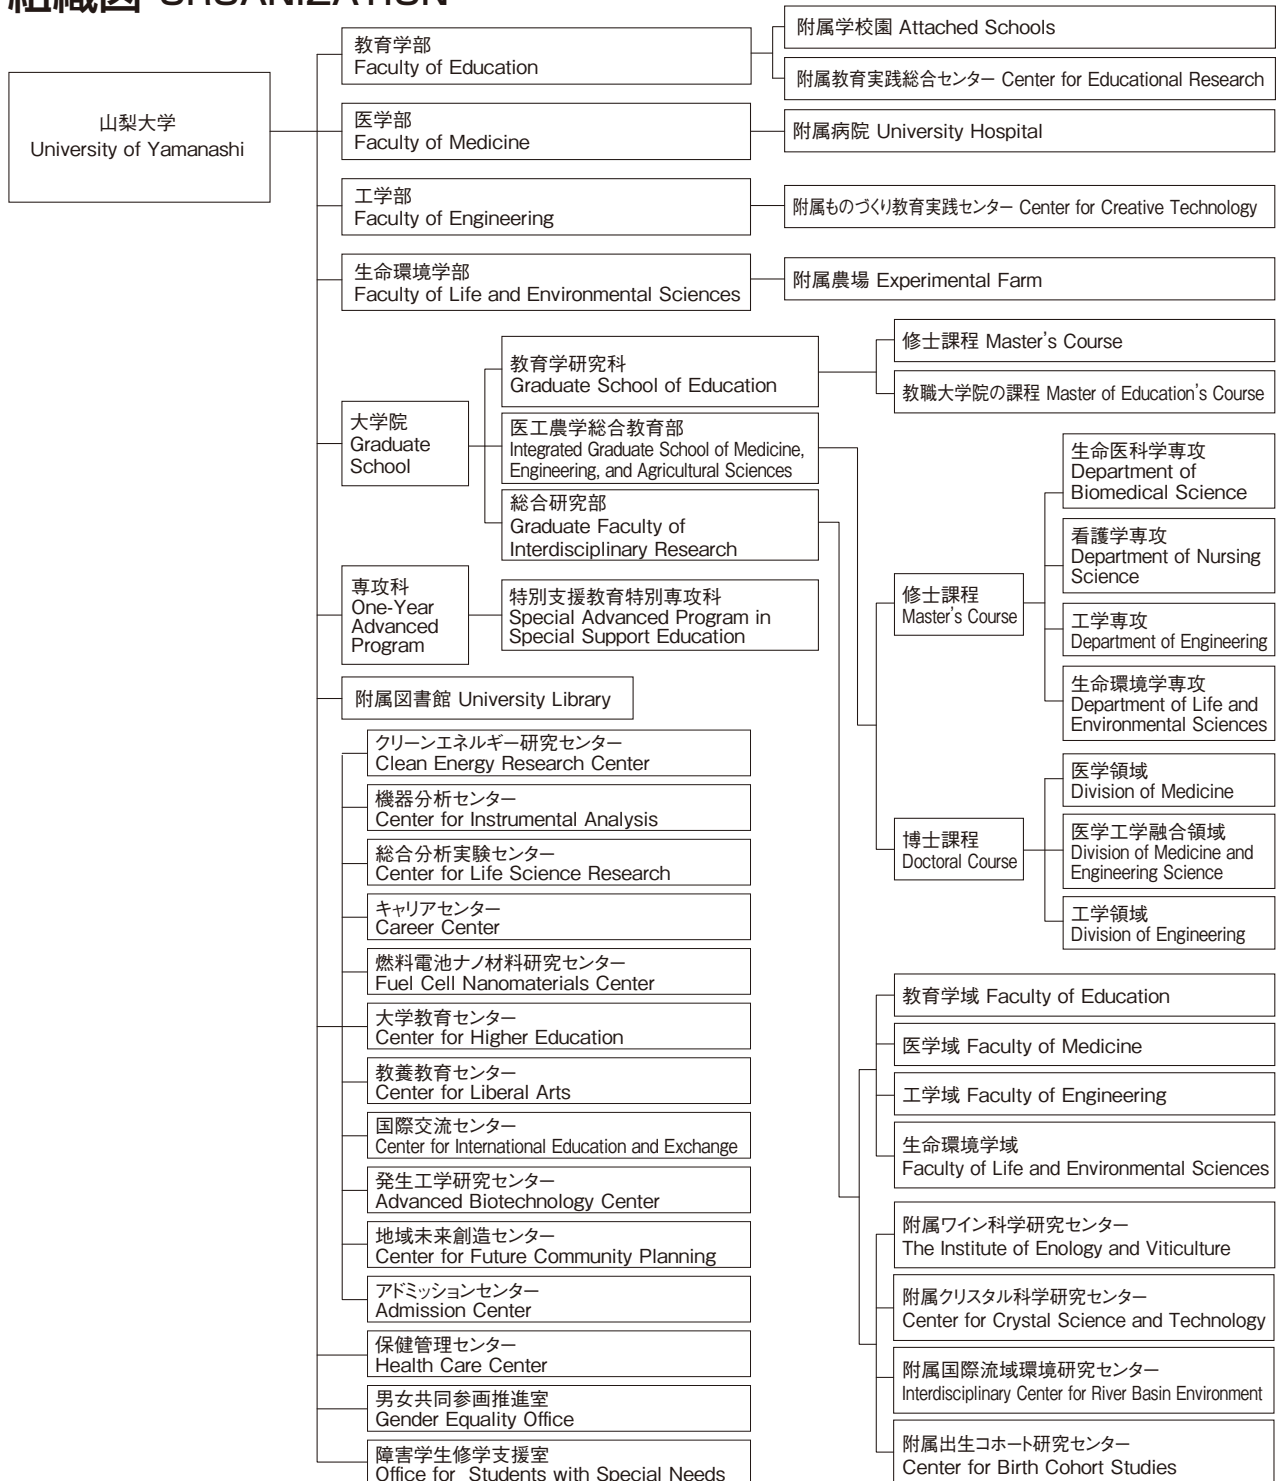 組織図 ORGANIZATION
山梨大学
University of Yamanashi
教育学部
Faculty of Education
附属学校園 Attached Schools
附属教育実践総合センター Center for Educational Research
医学部
Faculty of Medicine
附属病院 University Hospital
工学部
Faculty of Engineering
附属ものづくり教育実践センター Center for Creative Technology
生命環境学部
Faculty of Life and Environmental Sciences
附属農場 Experimental Farm
大学院
Graduate
School
教育学研究科
Graduate School of Education
修士課程 Master's Course
教職大学院の課程 Master of Education's Course
医工農学総合教育部
Integrated Graduate School of Medicine,
Engineering, and Agricultural Sciences
総合研究部
Graduate Faculty of
Interdisciplinary Research
修士課程
Master's Course
生命医科学専攻
Department of
Biomedical Science
看護学専攻
Department of Nursing
Science
工学専攻
Department of Engineering
生命環境学専攻
Department of Life and
Environmental Sciences
博士課程
Doctoral Course
医学領域
Division of Medicine
医学工学融合領域
Division of Medicine and
Engineering Science
工学領域
Division of Engineering
教育学域 Faculty of Education
医学域 Faculty of Medicine
工学域 Faculty of Engineering
生命環境学域
Faculty of Life and Environmental Sciences
附属ワイン科学研究センター
The Institute of Enology and Viticulture
附属クリスタル科学研究センター
Center for Crystal Science and Technology
附属国際流域環境研究センター
Interdisciplinary Center for River Basin Environment
附属出生コホート研究センター
Center for Birth Cohort Studies
専攻科
One-Year
Advanced
Program
特別支援教育特別専攻科
Special Advanced Program in
Special Support Education
附属図書館 University Library
クリーンエネルギー研究センター
Clean Energy Research Center
機器分析センター
Center for Instrumental Analysis
総合分析実験センター
Center for Life Science Research
キャリアセンター
Career Center
燃料電池ナノ材料研究センター
Fuel Cell Nanomaterials Center
大学教育センター
Center for Higher Education
教養教育センター
Center for Liberal Arts
国際交流センター
Center for International Education and Exchange
発生工学研究センター
Advanced Biotechnology Center
地域未来創造センター
Center for Future Community Planning
アドミッションセンター
Admission Center
保健管理センター
Health Care Center
男女共同参画推進室
Gender Equality Office
障害学生修学支援室
Office for Students with Special Needs